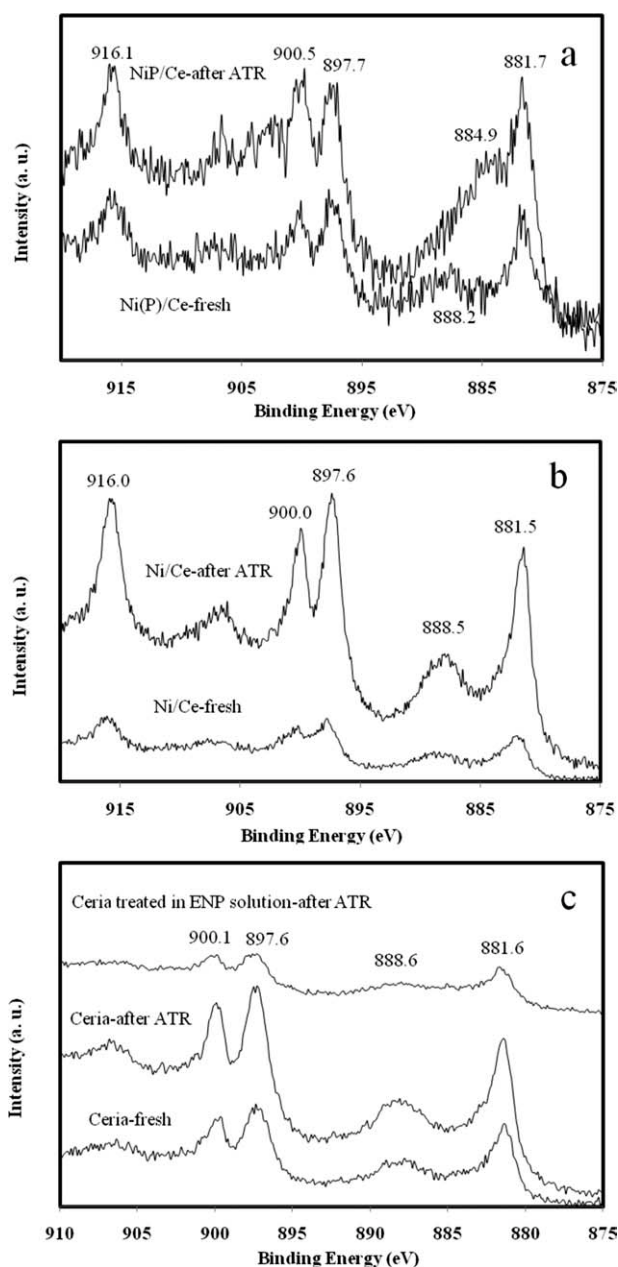 916.1
900.5
897.7
881.7
a
NiP/Ce-after ATR
884.9
Ni(P)/Ce-fresh
888.2
Intensity (a. u.)
915 905 895 885 875
Binding Energy (eV)
b
916.0
900.0
897.6
881.5
Ni/Ce-after ATR
888.5
Ni/Ce-fresh
Intensity (a. u.)
915 905 895 885 875
Binding Energy (eV)
Ceria treated in ENP solution-after ATR
c
900.1
897.6
888.6
881.6
Ceria-after ATR
Ceria-fresh
Intensity (a. u.)
910 905 900 895 890 885 880 875
Binding Energy (eV)